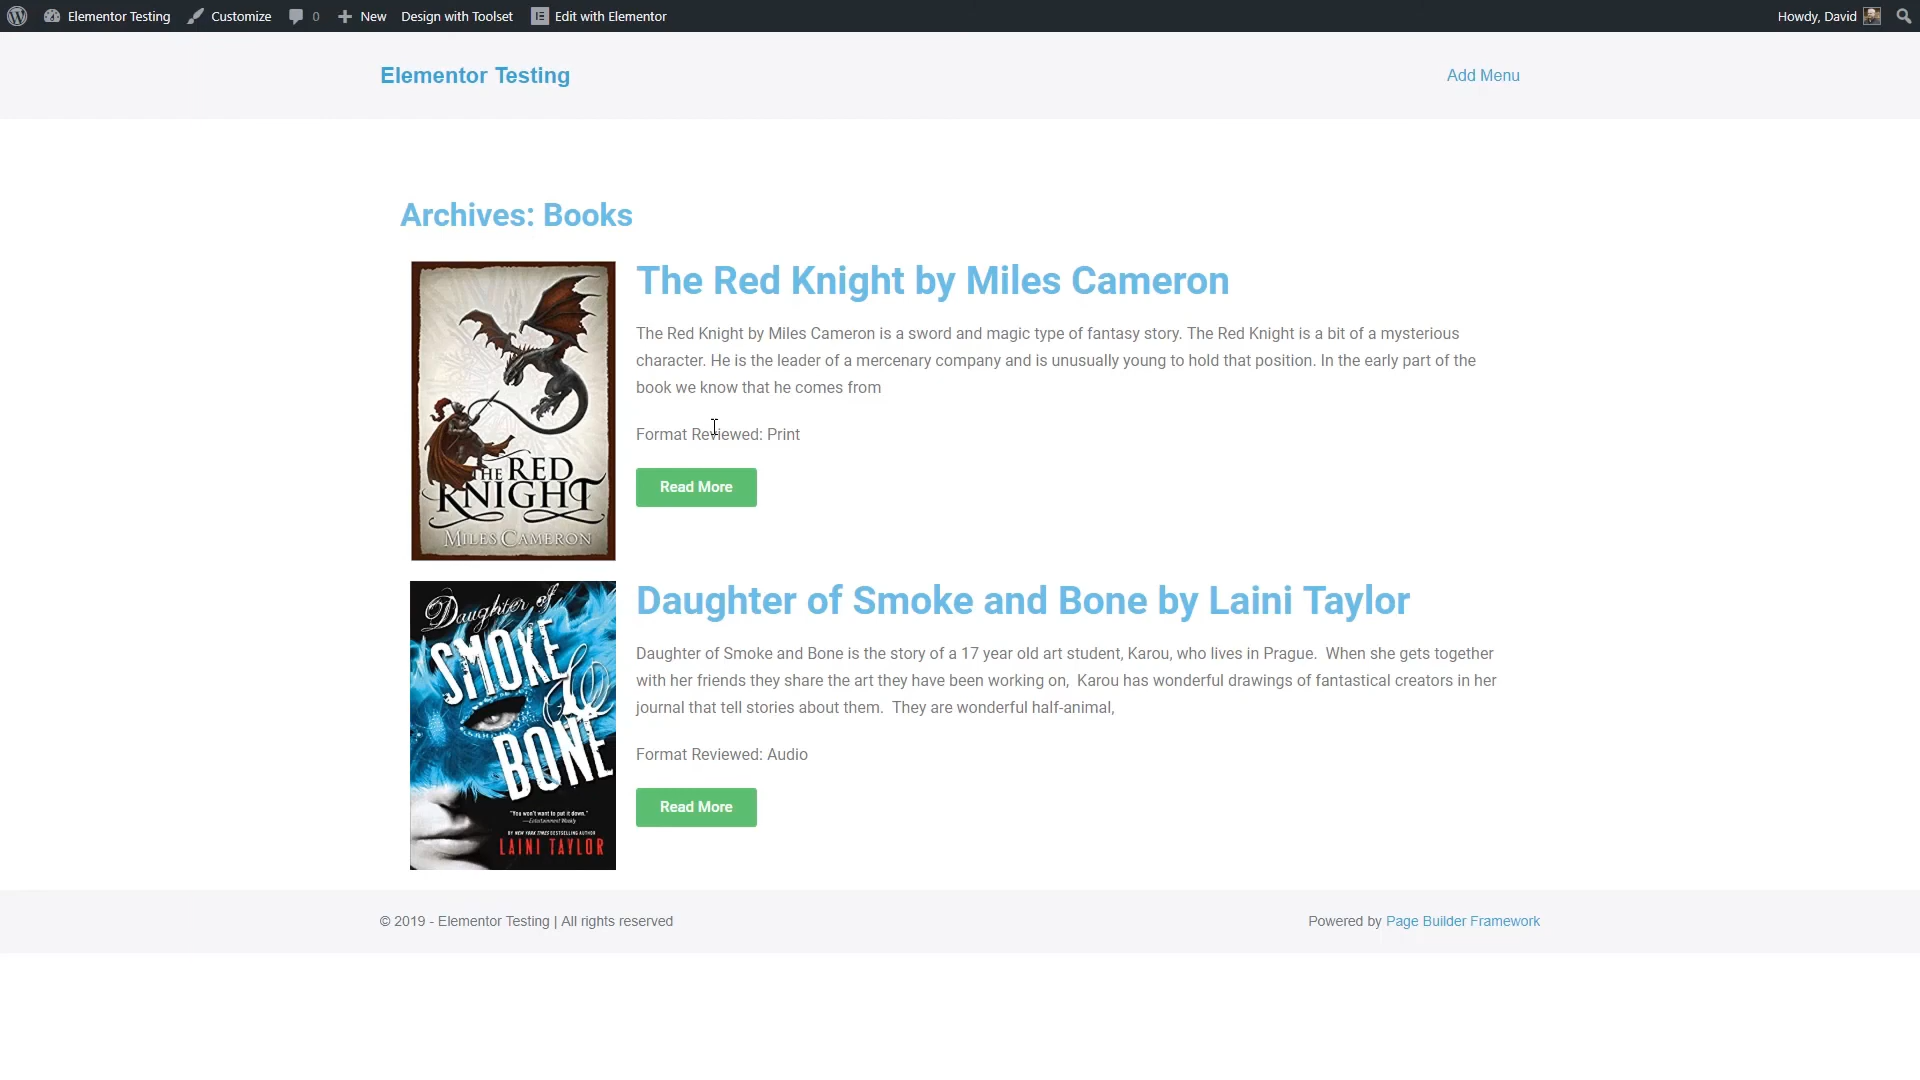 Elementor Testing Customize 0 New Design with Toolset Edit with Elementor Howdy, David
Elementor Testing Add Menu
Archives: Books
THE RED
KNIGHT
MILES CAMERON
The Red Knight by Miles Cameron
The Red Knight by Miles Cameron is a sword and magic type of fantasy story. The Red Knight is a bit of a mysterious
character. He is the leader of a mercenary company and is unusually young to hold that position. In the early part of the
book we know that he comes from
Format Reviewed: Print
Read More
Daughter of
SMOKE
&
BONE
"You won't want to put it down."
—Entertainment Weekly
BY NEW YORK TIMES BESTSELLING AUTHOR
LAINI TAYLOR
Daughter of Smoke and Bone by Laini Taylor
Daughter of Smoke and Bone is the story of a 17 year old art student, Karou, who lives in Prague.  When she gets together
with her friends they share the art they have been working on,  Karou has wonderful drawings of fantastical creators in her
journal that tell stories about them.  They are wonderful half-animal,
Format Reviewed: Audio
Read More
© 2019 - Elementor Testing | All rights reserved Powered by Page Builder Framework